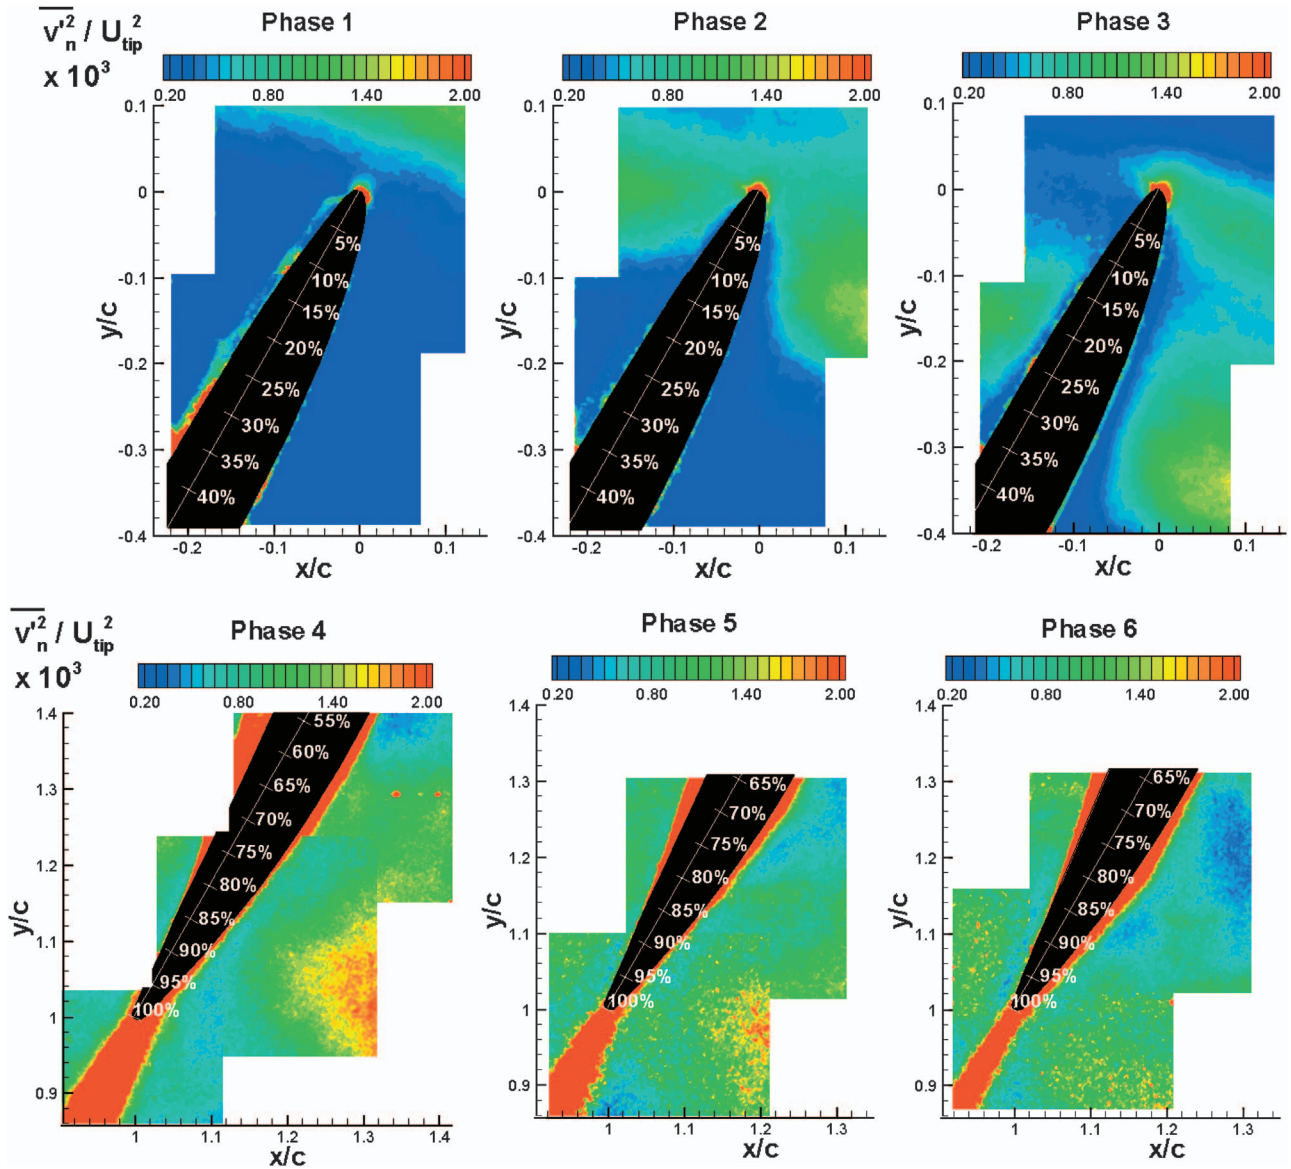 v'n² / Utip² x 10³
Phase 1
0.20 0.80 1.40 2.00
0.1
0
-0.1
-0.2
-0.3
-0.4
y/c
5%
10%
15%
20%
25%
30%
35%
40%
-0.2 -0.1 0 0.1
x/c
Phase 2
0.20 0.80 1.40 2.00
0.1
0
-0.1
-0.2
-0.3
-0.4
y/c
5%
10%
15%
20%
25%
30%
35%
40%
-0.2 -0.1 0 0.1
x/c
Phase 3
0.20 0.80 1.40 2.00
0.1
0
-0.1
-0.2
-0.3
-0.4
y/c
5%
10%
15%
20%
25%
30%
35%
40%
-0.2 -0.1 0 0.1
x/c
v'n² / Utip² x 10³
Phase 4
0.20 0.80 1.40 2.00
1.4
1.3
1.2
1.1
1
0.9
y/c
55%
60%
65%
70%
75%
80%
85%
90%
95%
100%
1 1.1 1.2 1.3 1.4
x/c
Phase 5
0.20 0.80 1.40 2.00
1.4
1.3
1.2
1.1
1
0.9
y/c
65%
70%
75%
80%
85%
90%
95%
100%
1 1.1 1.2 1.3
x/c
Phase 6
0.20 0.80 1.40 2.00
1.4
1.3
1.2
1.1
1
0.9
y/c
65%
70%
75%
80%
85%
90%
95%
100%
1 1.1 1.2 1.3
x/c